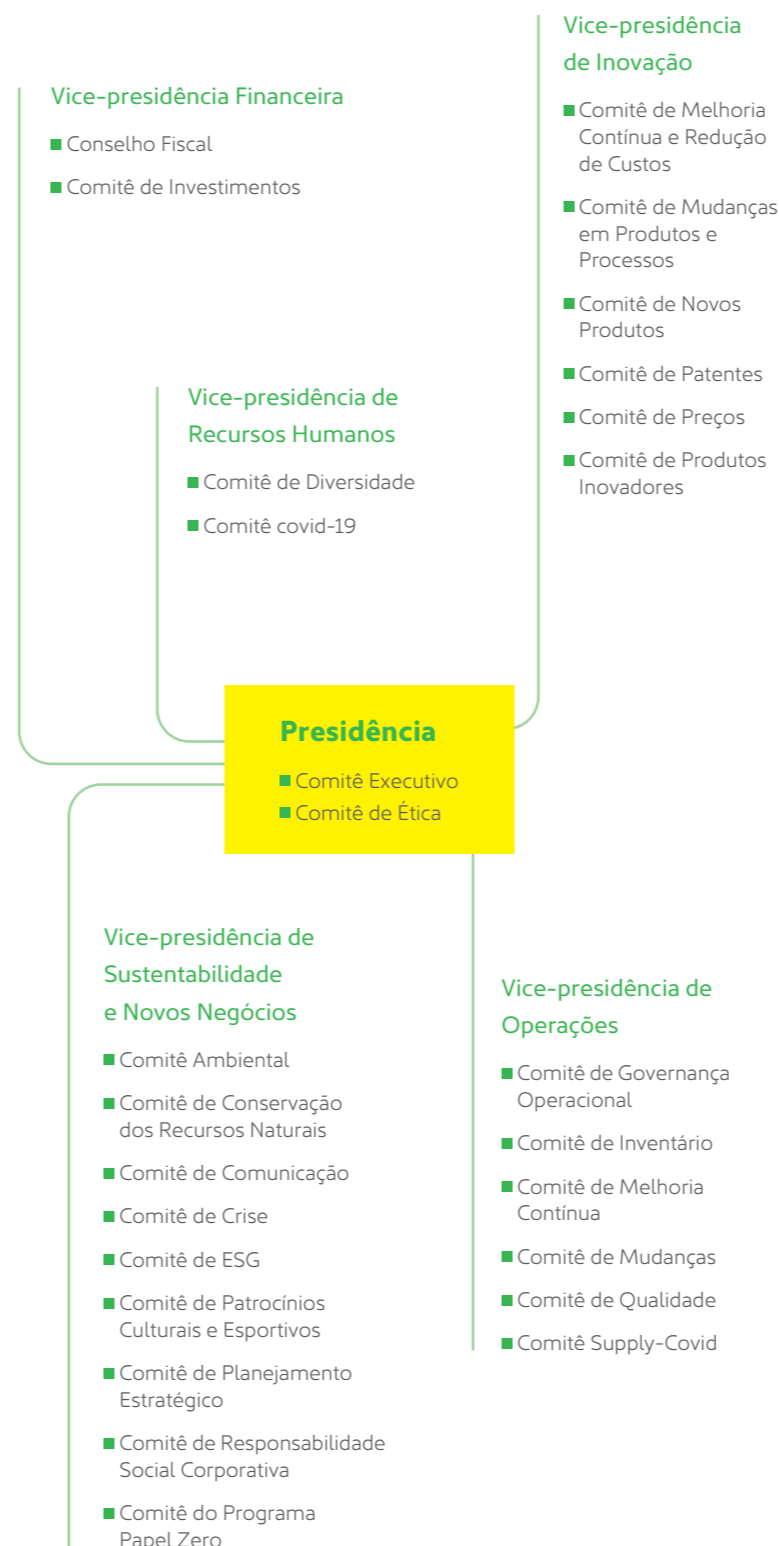 Vice-presidência Financeira
Conselho Fiscal
Comitê de Investimentos
Vice-presidência
de Inovação
Comitê de Melhoria
Contínua e Redução
de Custos
Comitê de Mudanças
em Produtos e
Processos
Comitê de Novos
Produtos
Comitê de Patentes
Comitê de Preços
Comitê de Produtos
Inovadores
Vice-presidência de
Recursos Humanos
Comitê de Diversidade
Comitê covid-19
Presidência
Comitê Executivo
Comitê de Ética
Vice-presidência de
Sustentabilidade
e Novos Negócios
Comitê Ambiental
Comitê de Conservação
dos Recursos Naturais
Comitê de Comunicação
Comitê de Crise
Comitê de ESG
Comitê de Patrocínios
Culturais e Esportivos
Comitê de Planejamento
Estratégico
Comitê de Responsabilidade
Social Corporativa
Comitê do Programa
Papel Zero
Vice-presidência de
Operações
Comitê de Governança
Operacional
Comitê de Inventário
Comitê de Melhoria
Contínua
Comitê de Mudanças
Comitê de Qualidade
Comitê Supply-Covid